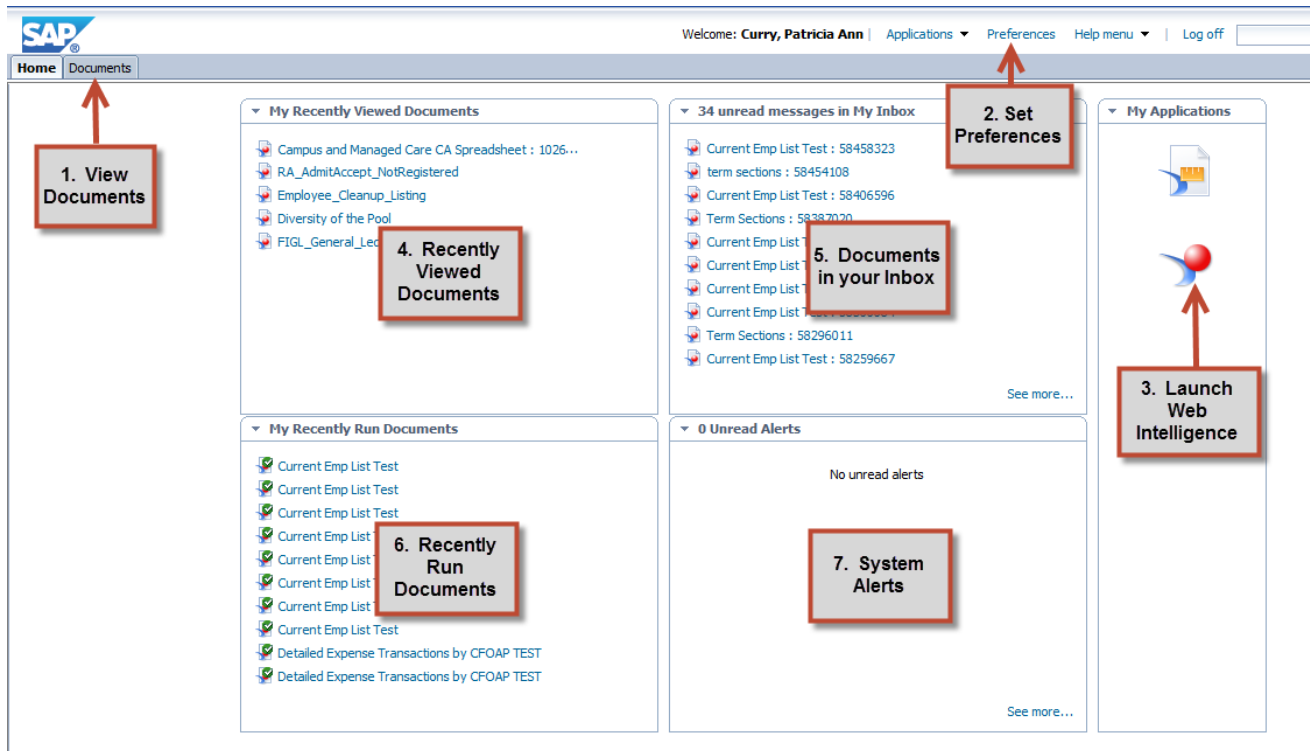 SAP®
Welcome: Curry, Patricia Ann | Applications Preferences Help menu | Log off
Home Documents
1. View
Documents
2. Set
Preferences
My Recently Viewed Documents
Campus and Managed Care CA Spreadsheet : 1026...
RA_AdmitAccept_NotRegistered
Employee_Cleanup_Listing
Diversity of the Pool
FIGL_General_Led
4. Recently
Viewed
Documents
34 unread messages in My Inbox
Current Emp List Test : 58458323
term sections : 58454108
Current Emp List Test : 58406596
Term Sections : 58387020
Current Emp List T
Current Emp List T
Current Emp List T
Current Emp List
Term Sections : 58296011
Current Emp List Test : 58259667
See more...
5. Documents
in your Inbox
My Applications
3. Launch
Web
Intelligence
My Recently Run Documents
Current Emp List Test
Current Emp List Test
Current Emp List Test
Current Emp List T
Current Emp List
Current Emp List
Current Emp List T
Current Emp List Test
Detailed Expense Transactions by CFOAP TEST
Detailed Expense Transactions by CFOAP TEST
6. Recently
Run
Documents
0 Unread Alerts
No unread alerts
7. System
Alerts
See more...